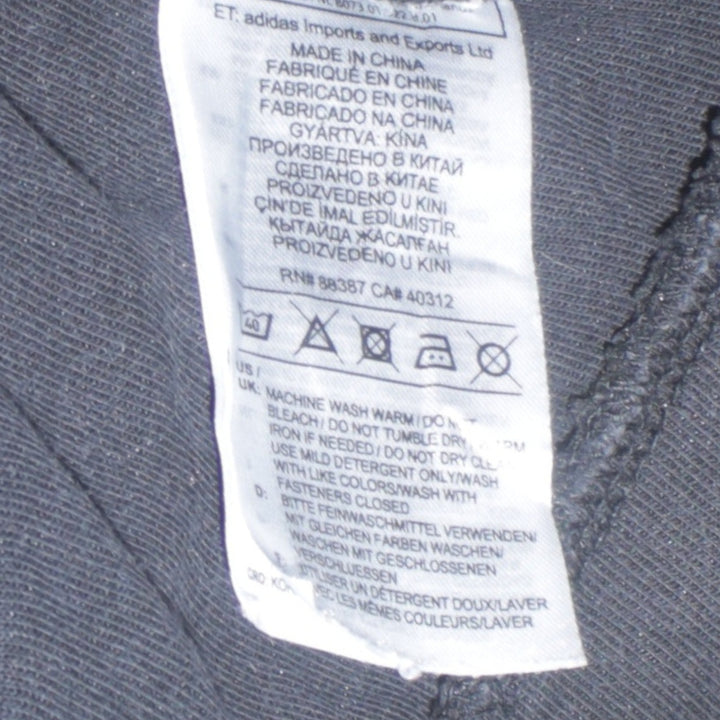 ET: adidas Imports and Exports Ltd
MADE IN CHINA
FABRIQUÉ EN CHINE
FABRICADO EN CHINA
FABRICADO NA CHINA
GYÁRTVA: KÍNA
ПРОИЗВЕДЕНО В КИТАЙ
СДЕЛАНО В КИТАЕ
PROIZVEDENO U KINI
ÇİN'DE İMAL EDİLMİŞTİR.
ҚЫТАЙДА ЖАСАЛҒАН
PROIZVEDENO U KINI
RN# 88387 CA# 40312
40
US /
UK: MACHINE WASH WARM / DO
BLEACH / DO NOT TUMBLE DRY
IRON IF NEEDED / DO NOT DRY
USE MILD DETERGENT ONLY/WASH
WITH LIKE COLORS/WASH WITH
FASTENERS CLOSED
D: BITTE FEINWASCHMITTEL VERWENDEN/
MIT GLEICHEN FARBEN WASCHEN/
WASCHEN MIT GESCHLOSSENEN
VERSCHLUESSEN
UN DÉTERGENT DOUX/LAVER
LES MÊMES COULEURS/LAVER